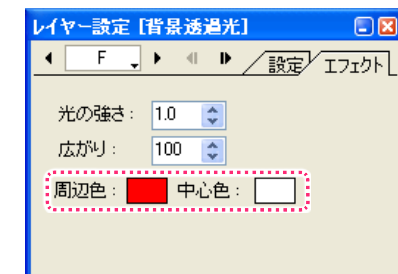 レイヤー設定 [背景透過光]
F 設定 エフェクト
光の強さ： 1.0
広がり： 100
周辺色： 中心色：